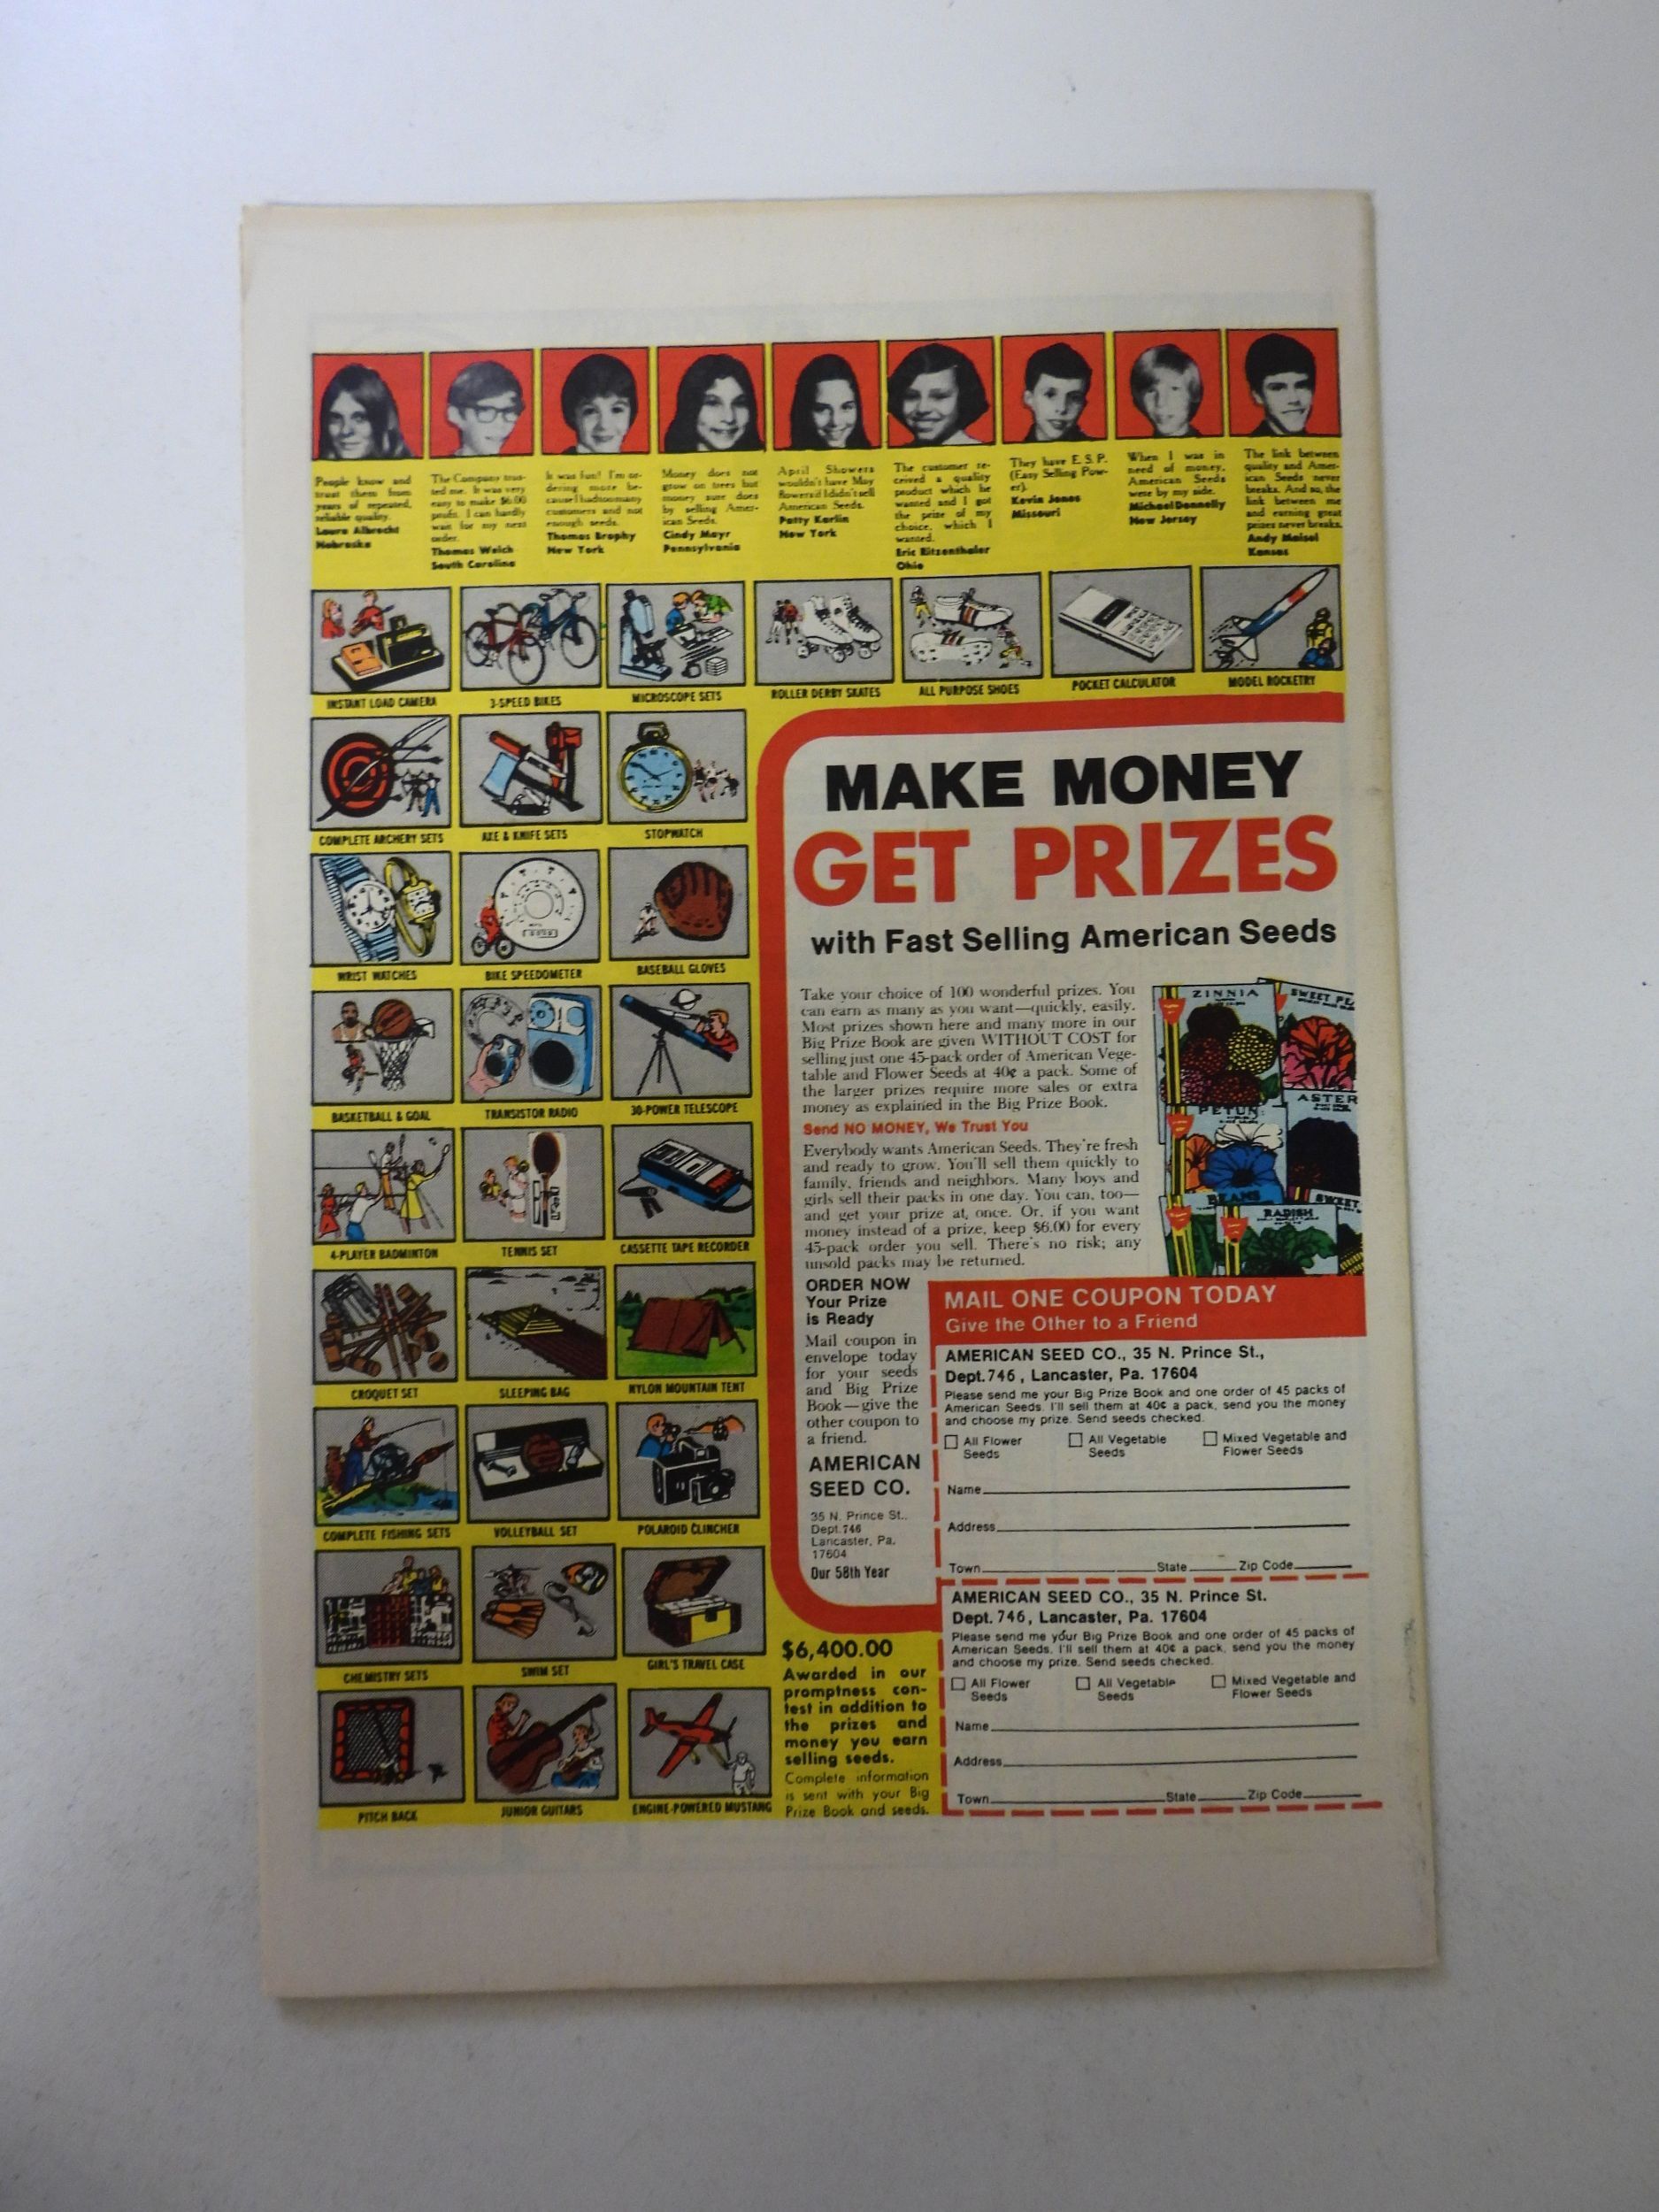 People know and
trust them from
years of repeated,
reliable quality.
Laura Albrecht
Nebraska
The Company trus-
ted me. It was very
easy to make $6.00
profit. I can hardly
wait for my next
order.
Thomas Welch
South Carolina
It was fun! I'm or-
dering more be-
cause I had too many
customers and not
enough seeds.
Thomas Brophy
New York
Money does not
grow on trees but
money sure does
by selling Amer-
ican Seeds.
Cindy Mayr
Pennsylvania
April Showers
wouldn't have May
flowers if I didn't sell
American Seeds.
Patty Karlin
New York
The customer re-
ceived a quality
product which he
wanted and I got
the prize of my
choice, which I
wanted.
Eric Bitzenthaler
Ohio
They have E.S.P.
(Easy Selling Pow-
er).
Kevin Jones
Missouri
When I was in
need of money,
American Seeds
were by my side.
Michael Donnelly
New Jersey
The link between
quality and Amer-
ican Seeds never
breaks. And so, the
link between me
and earning great
prizes never breaks.
Andy Maisel
Kansas
INSTANT LOAD CAMERA
3-SPEED BIKES
MICROSCOPE SETS
ROLLER DERBY SKATES
ALL PURPOSE SHOES
POCKET CALCULATOR
MODEL ROCKETRY
COMPLETE ARCHERY SETS
AXE & KNIFE SETS
STOPWATCH
WRIST WATCHES
BIKE SPEEDOMETER
BASEBALL GLOVES
BASKETBALL & GOAL
TRANSISTOR RADIO
30-POWER TELESCOPE
4-PLAYER BADMINTON
TENNIS SET
CASSETTE TAPE RECORDER
CROQUET SET
SLEEPING BAG
NYLON MOUNTAIN TENT
COMPLETE FISHING SETS
VOLLEYBALL SET
POLAROID CLINCHER
CHEMISTRY SETS
SWIM SET
GIRL'S TRAVEL CASE
PITCH BACK
JUNIOR GUITARS
ENGINE-POWERED MUSTANG
MAKE MONEY
GET PRIZES
with Fast Selling American Seeds
Take your choice of 100 wonderful prizes. You
can earn as many as you want—quickly, easily.
Most prizes shown here and many more in our
Big Prize Book are given WITHOUT COST for
selling just one 45-pack order of American Vege-
table and Flower Seeds at 40¢ a pack. Some of
the larger prizes require more sales or extra
money as explained in the Big Prize Book.
Send NO MONEY, We Trust You
Everybody wants American Seeds. They're fresh
and ready to grow. You'll sell them quickly to
family, friends and neighbors. Many boys and
girls sell their packs in one day. You can, too—
and get your prize at once. Or, if you want
money instead of a prize, keep $6.00 for every
45-pack order you sell. There's no risk; any
unsold packs may be returned.
ZINNIA
SWEET PE
PETUN
ASTER
BEANS
SWEET
RADISH
ORDER NOW
Your Prize
is Ready
Mail coupon in
envelope today
for your seeds
and Big Prize
Book—give the
other coupon to
a friend.
AMERICAN
SEED CO.
35 N. Prince St.,
Dept. 746
Lancaster, Pa.
17604
Our 58th Year
$6,400.00
Awarded in our
promptness con-
test in addition to
the prizes and
money you earn
selling seeds.
Complete information
is sent with your Big
Prize Book and seeds.
MAIL ONE COUPON TODAY
Give the Other to a Friend
AMERICAN SEED CO., 35 N. Prince St.,
Dept. 746, Lancaster, Pa. 17604
Please send me your Big Prize Book and one order of 45 packs of
American Seeds. I'll sell them at 40¢ a pack, send you the money
and choose my prize. Send seeds checked.
All Flower Seeds
All Vegetable Seeds
Mixed Vegetable and Flower Seeds
Name
Address
Town State Zip Code
AMERICAN SEED CO., 35 N. Prince St.
Dept. 746, Lancaster, Pa. 17604
Please send me your Big Prize Book and one order of 45 packs of
American Seeds. I'll sell them at 40¢ a pack, send you the money
and choose my prize. Send seeds checked.
All Flower Seeds
All Vegetable Seeds
Mixed Vegetable and Flower Seeds
Name
Address
Town State Zip Code